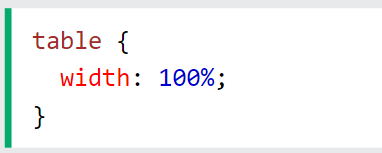 table {
  width: 100%;
}